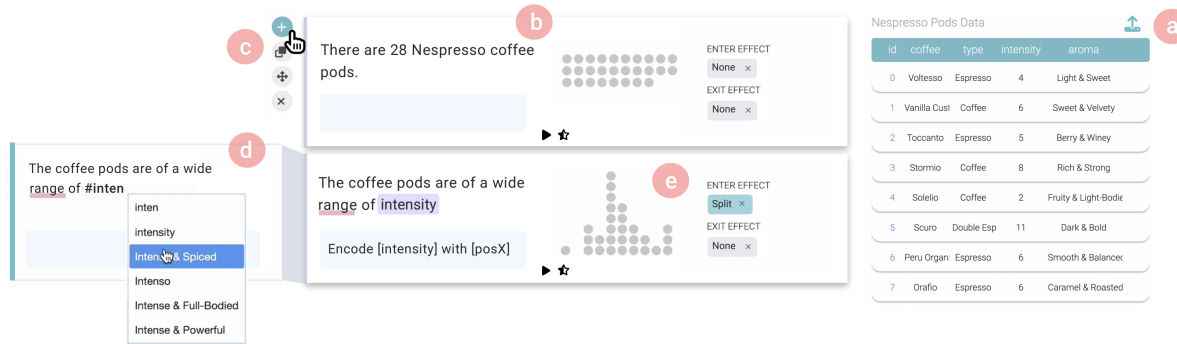 c
+
×
b
There are 28 Nespresso coffee
pods.
ENTER EFFECT
None ×
EXIT EFFECT
None ×
d
The coffee pods are of a wide
range of #inten
inten
intensity
Intense & Spiced
Intenso
Intense & Full-Bodied
Intense & Powerful
The coffee pods are of a wide
range of intensity
Encode [intensity] with [posX]
e
ENTER EFFECT
Split ×
EXIT EFFECT
None ×
Nespresso Pods Data
a
id coffee type intensity aroma
0 Voltesso Espresso 4 Light & Sweet
1 Vanilla Cust Coffee 6 Sweet & Velvety
2 Toccanto Espresso 5 Berry & Winey
3 Stormio Coffee 8 Rich & Strong
4 Solelio Coffee 2 Fruity & Light-Bodie
5 Scuro Double Esp 11 Dark & Bold
6 Peru Organi Espresso 6 Smooth & Balanced
7 Orafio Espresso 6 Caramel & Roasted